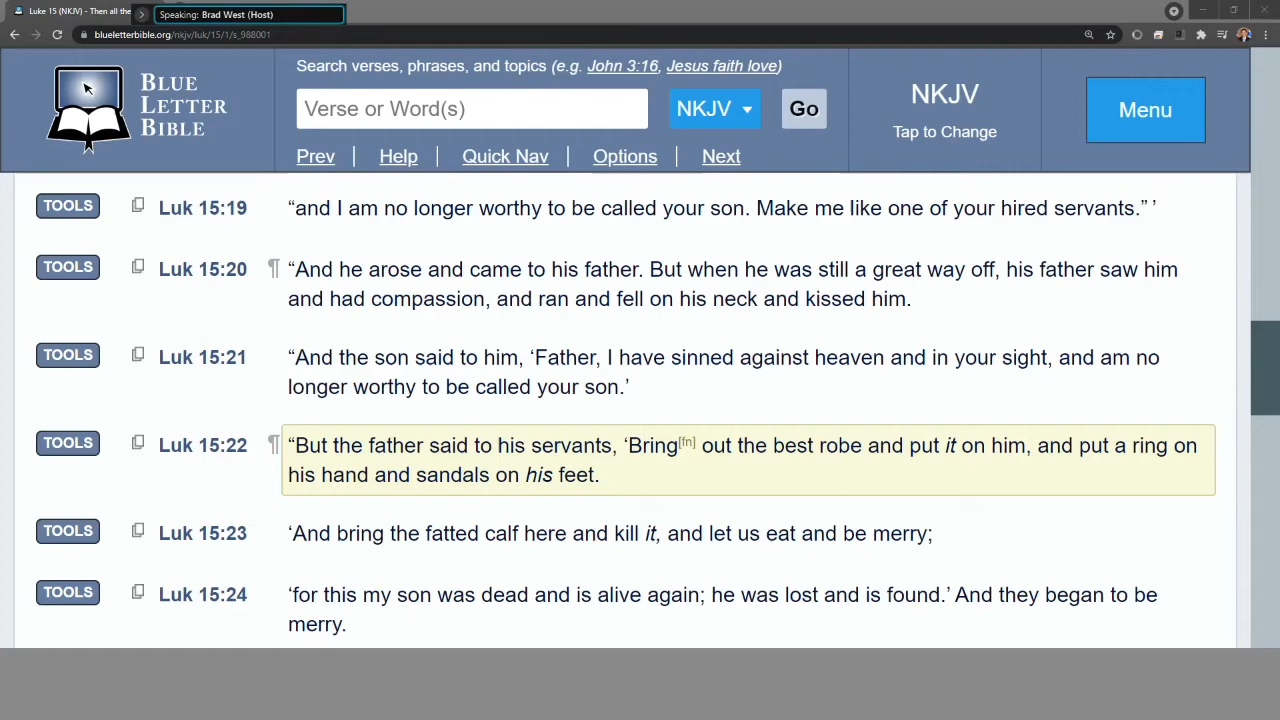 Luke 15 (NKJV) - Then all the
Speaking: Brad West (Host)
blueletterbible.org/nkjv/luk/15/1/s_988001
BLUE
LETTER
BIBLE
Search verses, phrases, and topics (e.g. John 3:16, Jesus faith love)
Verse or Word(s)
NKJV
Go
Prev | Help | Quick Nav | Options | Next
NKJV
Tap to Change
Menu
TOOLS Luk 15:19 “and I am no longer worthy to be called your son. Make me like one of your hired servants.” ’
TOOLS Luk 15:20 ¶ “And he arose and came to his father. But when he was still a great way off, his father saw him
and had compassion, and ran and fell on his neck and kissed him.
TOOLS Luk 15:21 “And the son said to him, ‘Father, I have sinned against heaven and in your sight, and am no
longer worthy to be called your son.’
TOOLS Luk 15:22 ¶ “But the father said to his servants, ‘Bring[fn] out the best robe and put it on him, and put a ring on
his hand and sandals on his feet.
TOOLS Luk 15:23 ‘And bring the fatted calf here and kill it, and let us eat and be merry;
TOOLS Luk 15:24 ‘for this my son was dead and is alive again; he was lost and is found.’ And they began to be
merry.